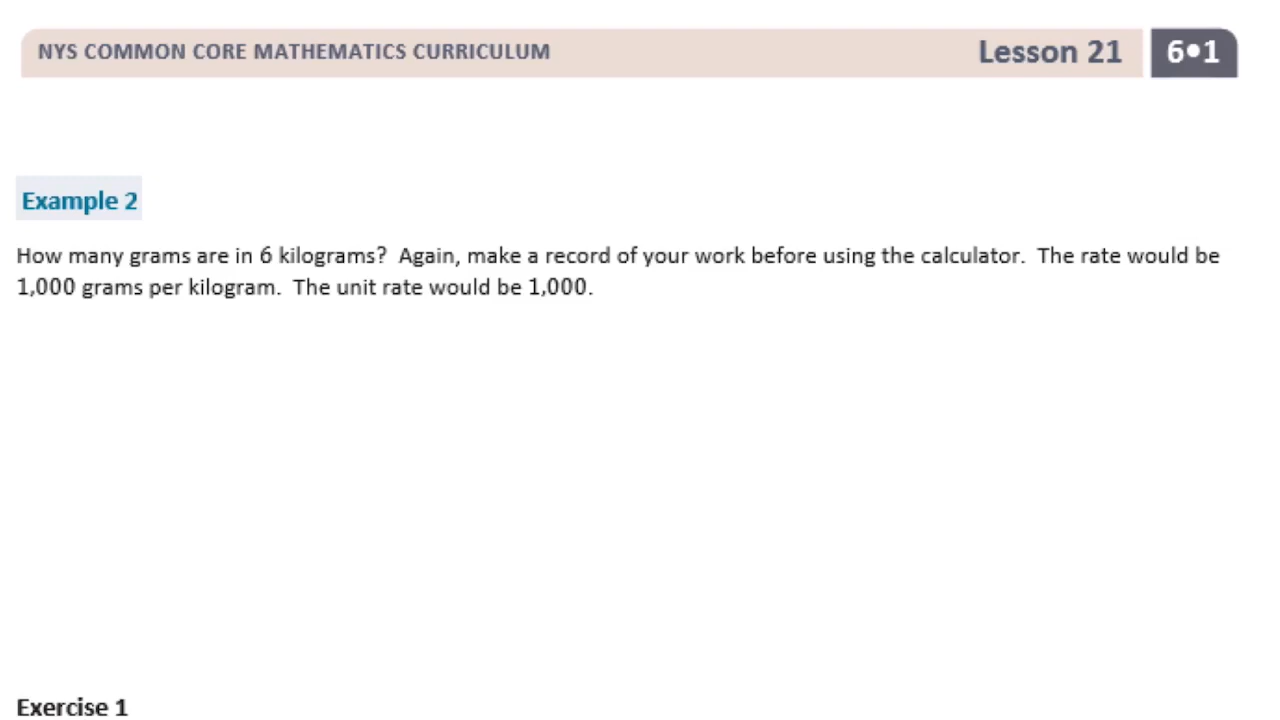 NYS COMMON CORE MATHEMATICS CURRICULUM Lesson 21 6•1
Example 2
How many grams are in 6 kilograms? Again, make a record of your work before using the calculator. The rate would be
1,000 grams per kilogram. The unit rate would be 1,000.
Exercise 1